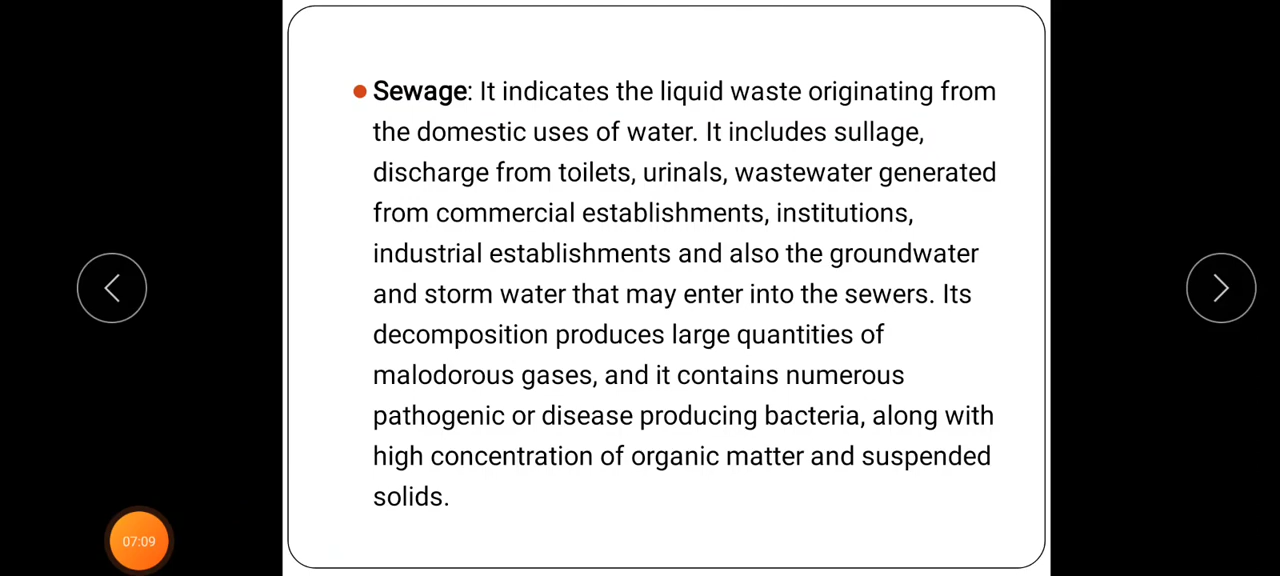 Sewage: It indicates the liquid waste originating from
the domestic uses of water. It includes sullage,
discharge from toilets, urinals, wastewater generated
from commercial establishments, institutions,
industrial establishments and also the groundwater
and storm water that may enter into the sewers. Its
decomposition produces large quantities of
malodorous gases, and it contains numerous
pathogenic or disease producing bacteria, along with
high concentration of organic matter and suspended
solids.
07:09